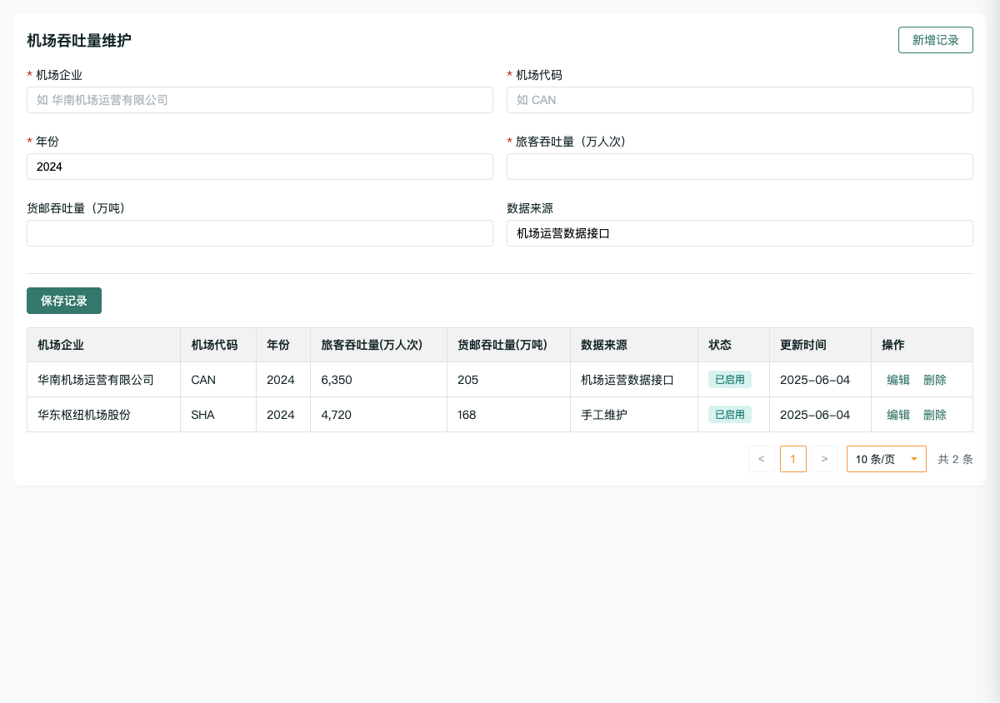 机场吞吐量维护
新增记录
* 机场企业
* 机场代码
如 华南机场运营有限公司
如 CAN
* 年份
* 旅客吞吐量（万人次）
2024
货邮吞吐量（万吨）
数据来源
机场运营数据接口
保存记录
机场企业 机场代码 年份 旅客吞吐量(万人次) 货邮吞吐量(万吨) 数据来源 状态 更新时间 操作
华南机场运营有限公司 CAN 2024 6,350 205 机场运营数据接口 已启用 2025-06-04 编辑 删除
华东枢纽机场股份 SHA 2024 4,720 168 手工维护 已启用 2025-06-04 编辑 删除
< 1 > 10 条/页 共 2 条